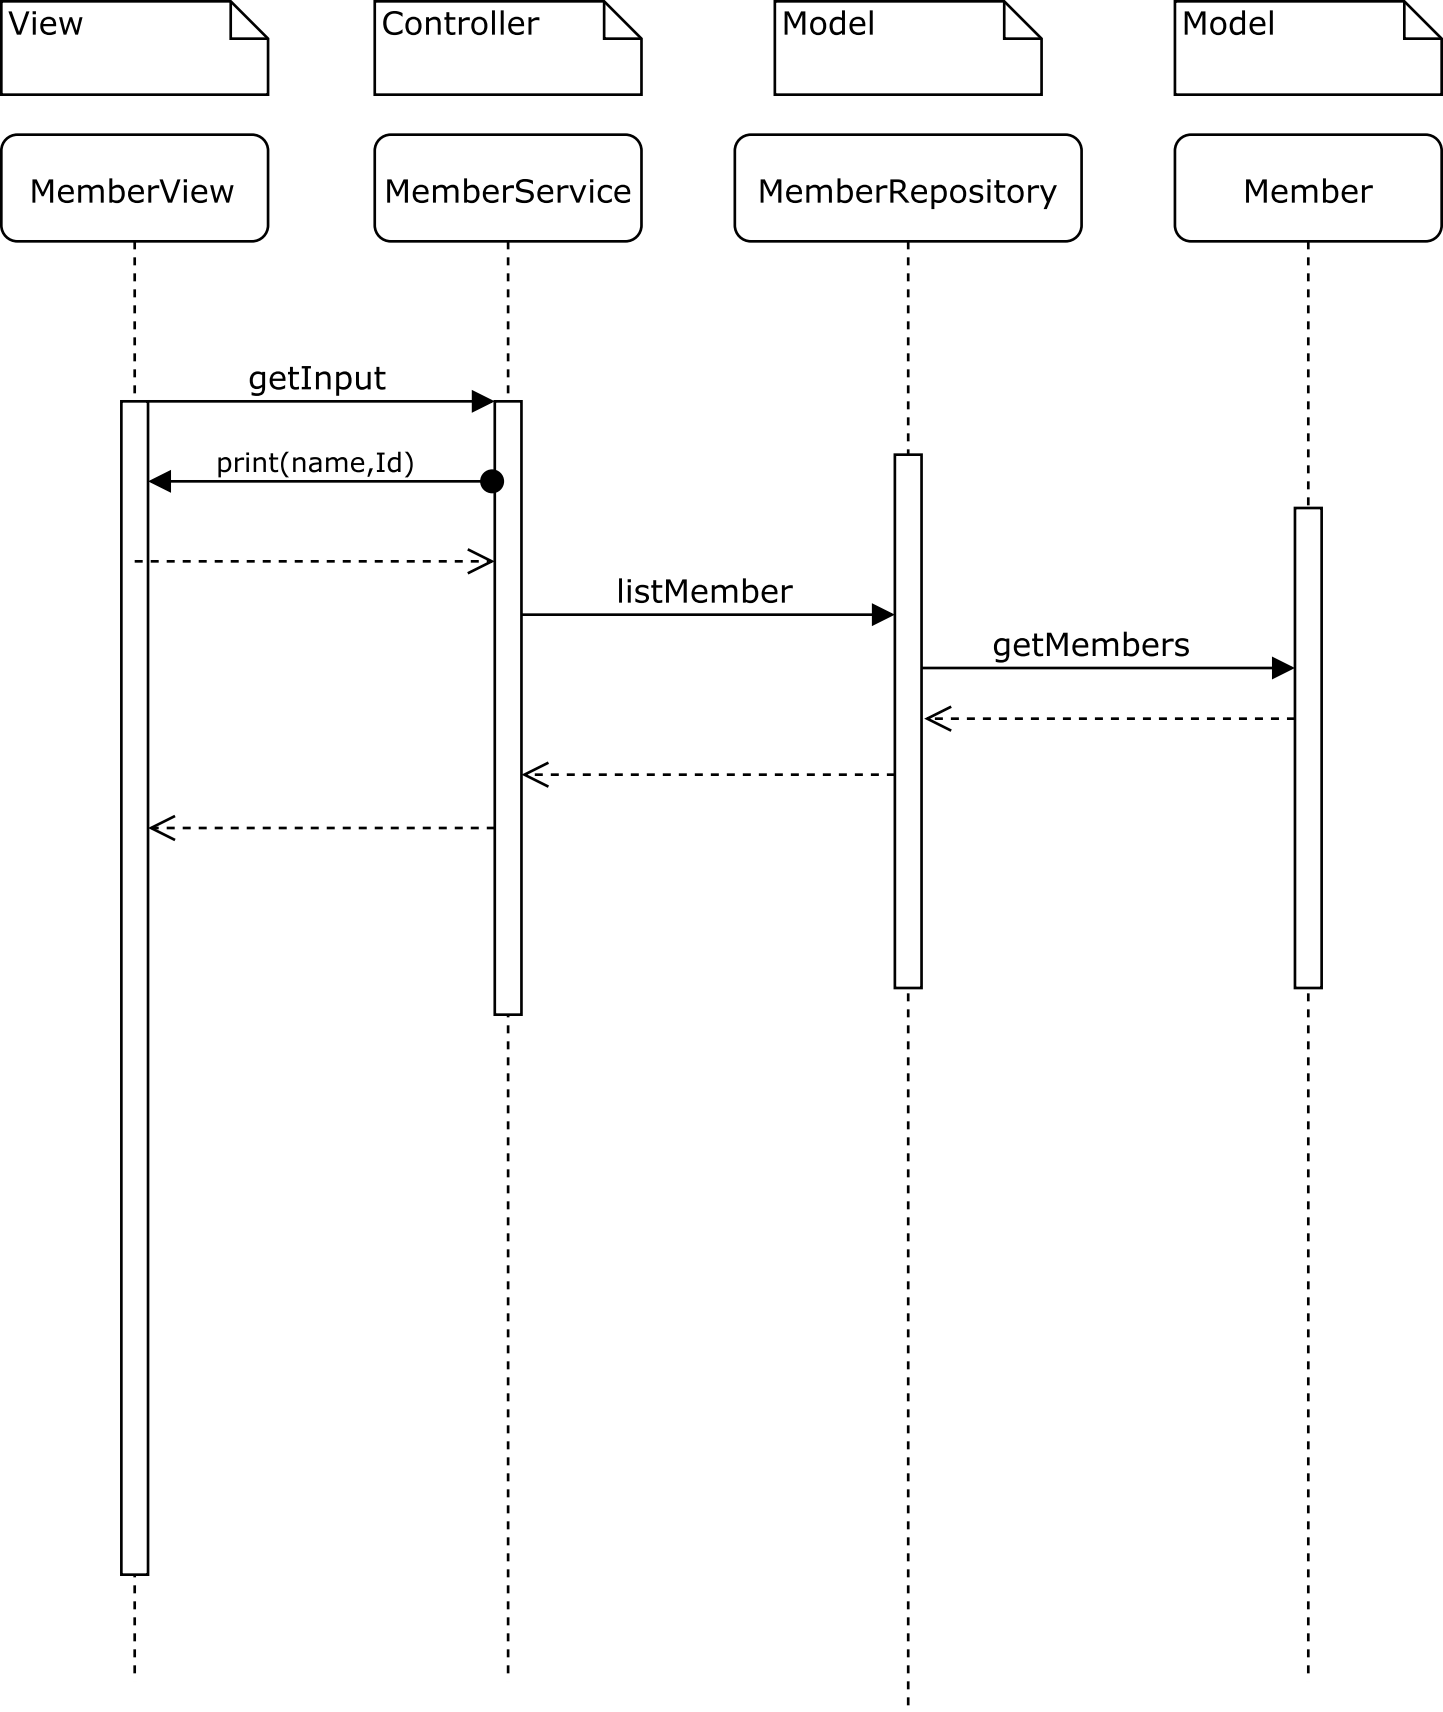 View
Controller
Model
Model
MemberView
MemberService
MemberRepository
Member
getInput
print(name,Id)
listMember
getMembers